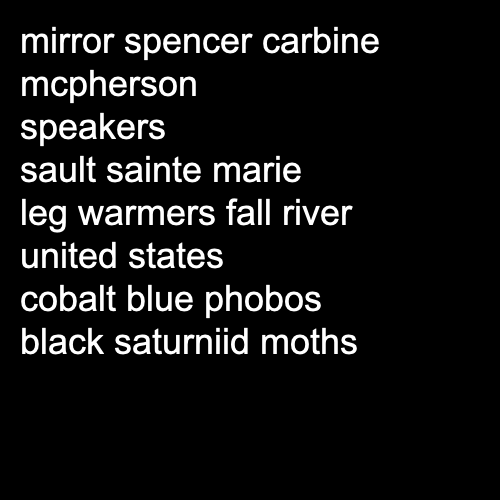 mirror spencer carbine
mcpherson
speakers
sault sainte marie
leg warmers fall river
united states
cobalt blue phobos
black saturniid moths